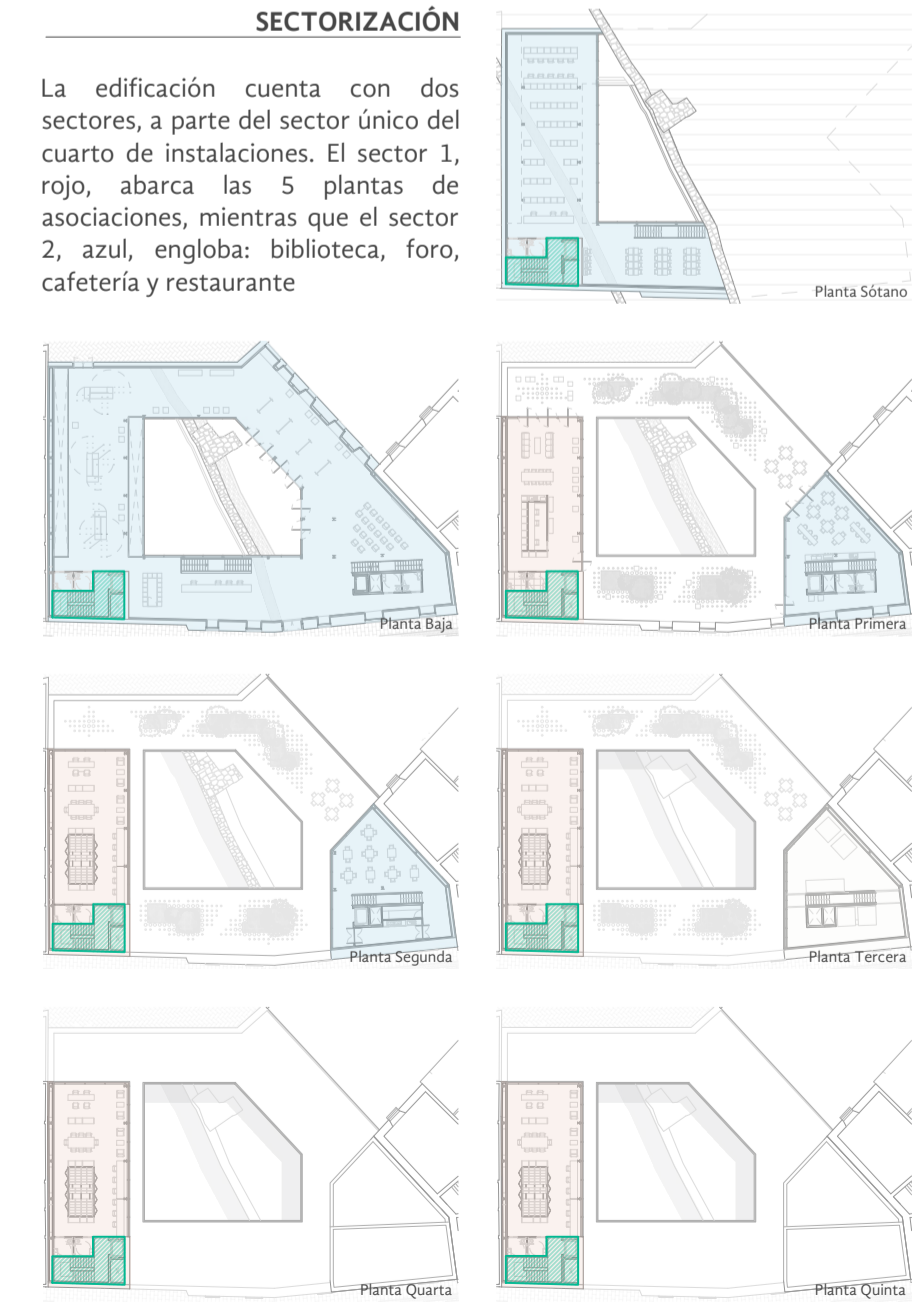 SECTORIZACIÓN
La edificación cuenta con dos
sectores, a parte del sector único del
cuarto de instalaciones. El sector 1,
rojo, abarca las 5 plantas de
asociaciones, mientras que el sector
2, azul, engloba: biblioteca, foro,
cafetería y restaurante
Planta Sótano
Planta Baja
Planta Primera
Planta Segunda
Planta Tercera
Planta Quarta
Planta Quinta